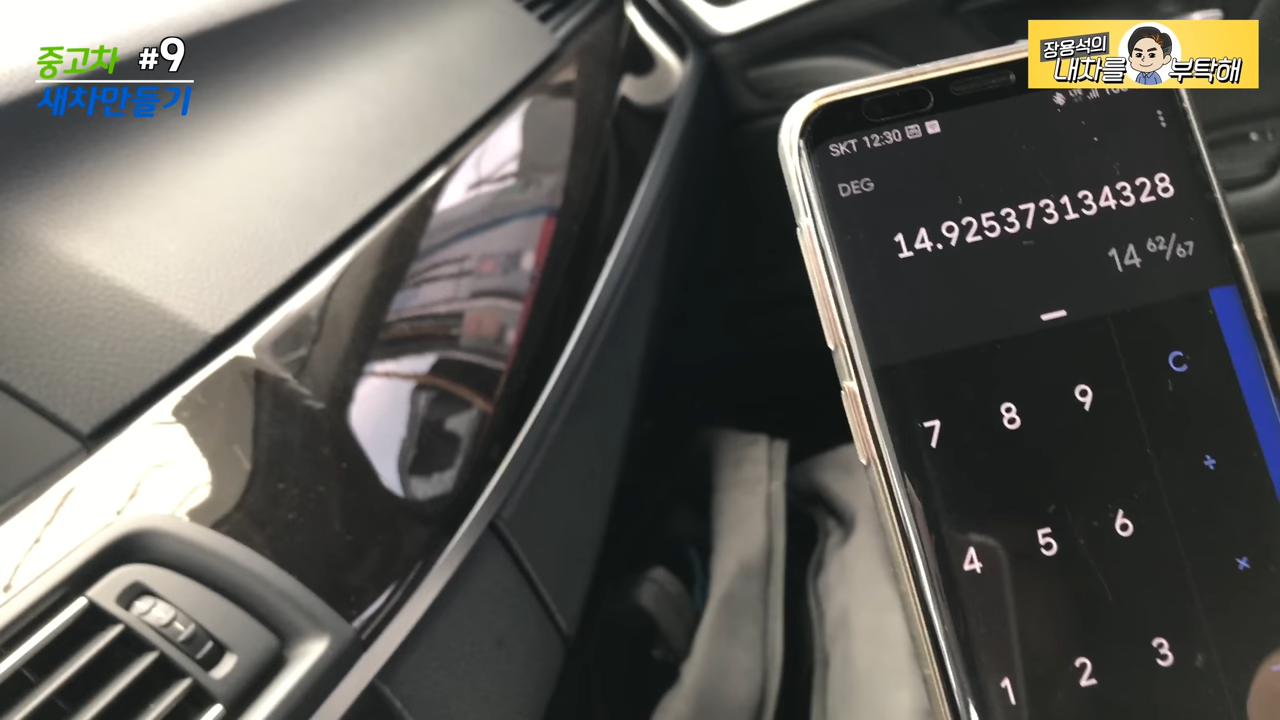 중고차 #9
새차만들기
장용석의
내차를 부탁해
SKT 12:30
DEG
14.925373134328
14 62/67
7 8 9 C
÷
4 5 6
×
1 2 3